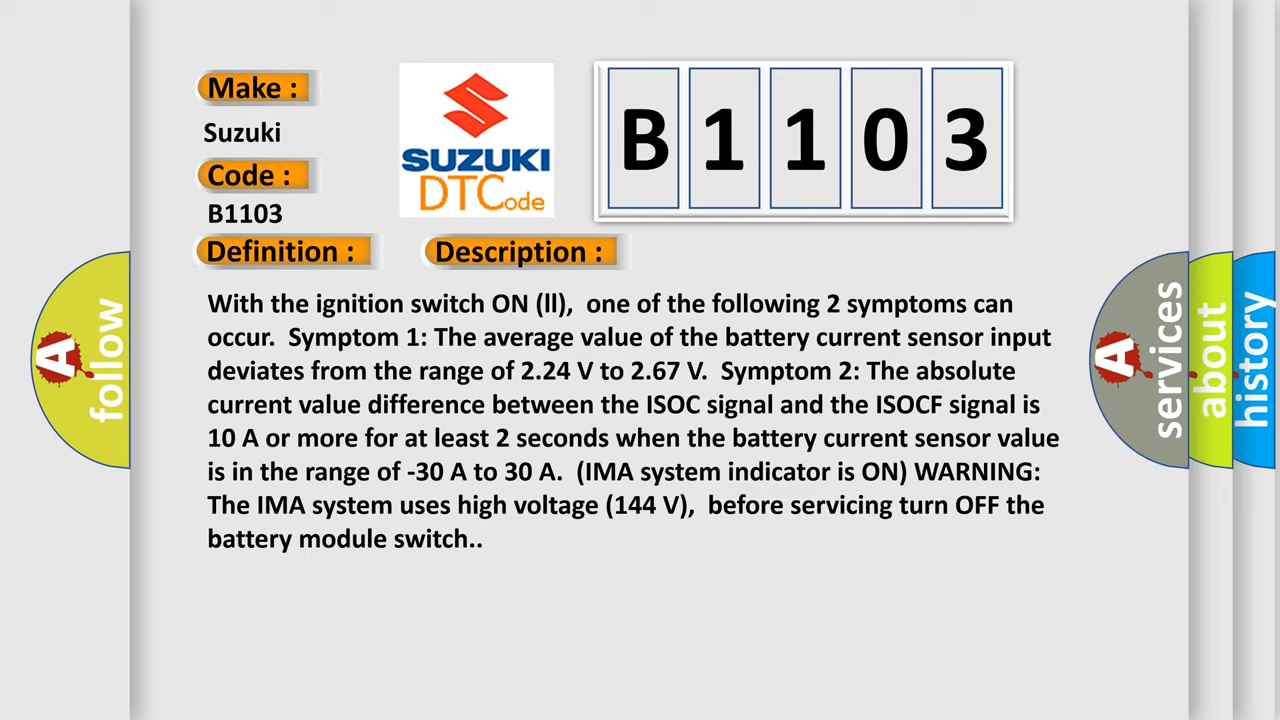 Make :
Suzuki
Code :
B1103
SUZUKI
DTCode
B 1 1 0 3
Definition :
Description :
With the ignition switch ON (ll),  one of the following 2 symptoms can
occur.  Symptom 1: The average value of the battery current sensor input
deviates from the range of 2.24 V to 2.67 V.  Symptom 2: The absolute
current value difference between the ISOC signal and the ISOCF signal is
10 A or more for at least 2 seconds when the battery current sensor value
is in the range of -30 A to 30 A.  (IMA system indicator is ON) WARNING:
The IMA system uses high voltage (144 V),  before servicing turn OFF the
battery module switch..
A follow
A services
about
history